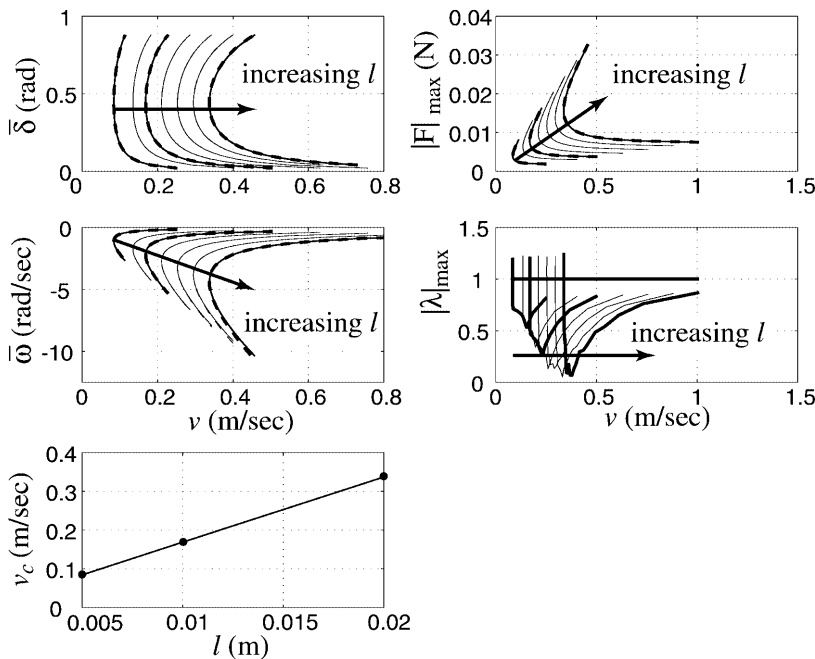 1
0.5
0
0 0.2 0.4 0.6 0.8
δ̄ (rad)
increasing l
0.04
0.03
0.02
0.01
0
0 0.5 1 1.5
|F|max (N)
increasing l
0
-5
-10
0 0.2 0.4 0.6 0.8
ω̄ (rad/sec)
increasing l
v (m/sec)
1.5
1
0.5
0
0 0.5 1 1.5
|λ|max
increasing l
v (m/sec)
0.4
0.3
0.2
0.1
0
0.005 0.01 0.015 0.02
vc (m/sec)
l (m)